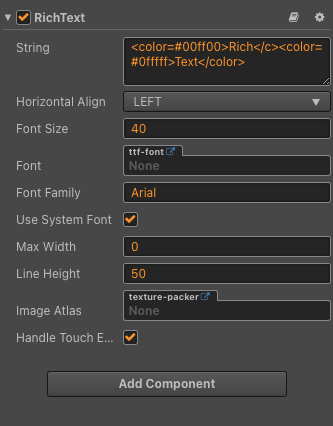 RichText
String
<color=#00ff00>Rich</c><color=
#0fffff>Text</color>
Horizontal Align LEFT
Font Size 40
ttf-font
Font None
Font Family Arial
Use System Font
Max Width 0
Line Height 50
texture-packer
Image Atlas None
Handle Touch E...
Add Component